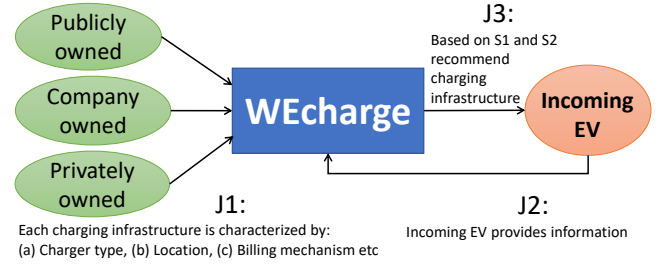 Publicly
owned
Company
owned
Privately
owned
WEcharge
J3:
Based on S1 and S2
recommend
charging
infrastructure
Incoming
EV
J1:
Each charging infrastructure is characterized by:
(a) Charger type, (b) Location, (c) Billing mechanism etc
J2:
Incoming EV provides information